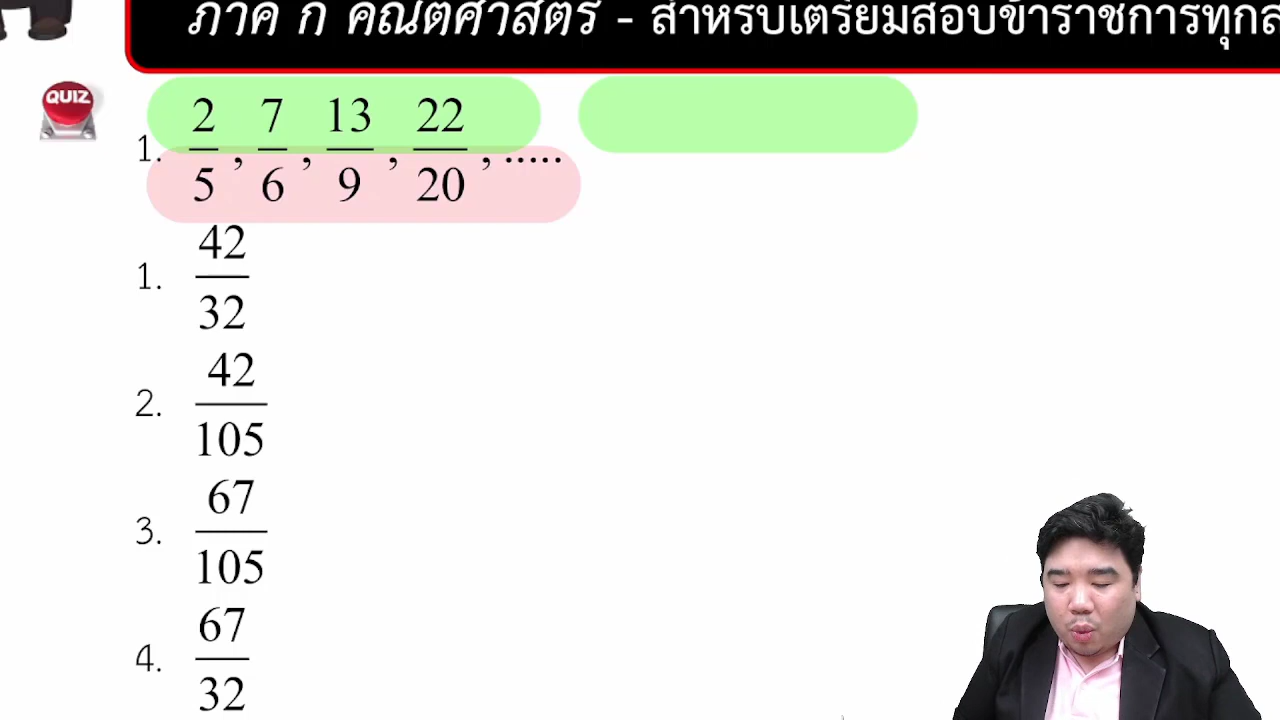 ภาค ก คณิตศาสตร์ - สำหรับเตรียมสอบข้าราชการทุก
QUIZ
1. 2/5 , 7/6 , 13/9 , 22/20 , .....
1. 42/32
2. 42/105
3. 67/105
4. 67/32